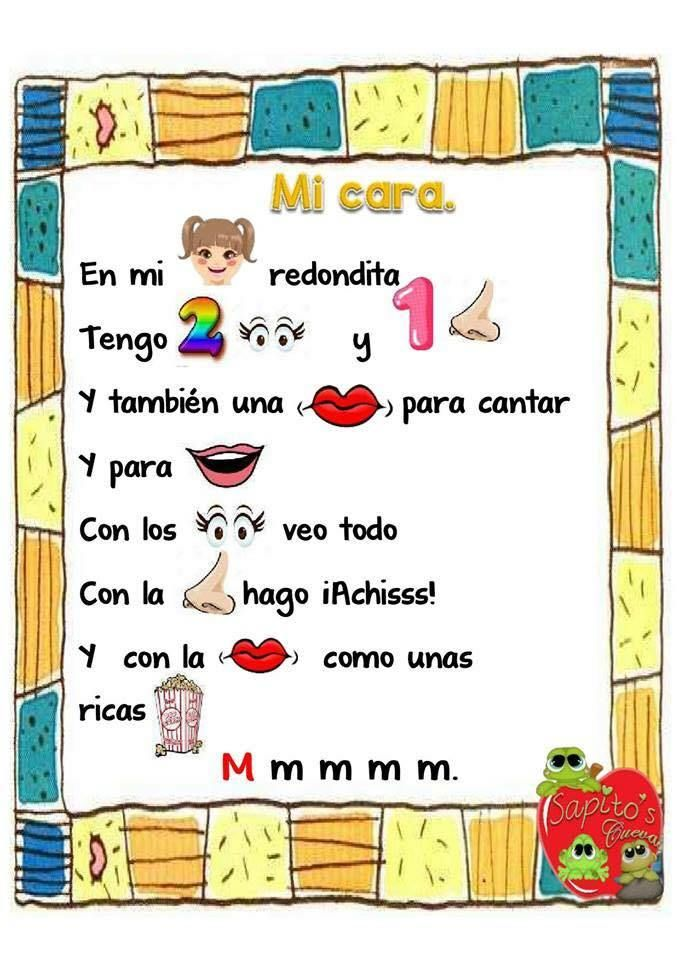 Mi cara.
En mi redondita
Tengo 2 y 1
Y también una para cantar
Y para
Con los veo todo
Con la hago ¡Achisss!
Y con la como unas
ricas
M m m m m.
Sapito's
Cuevas